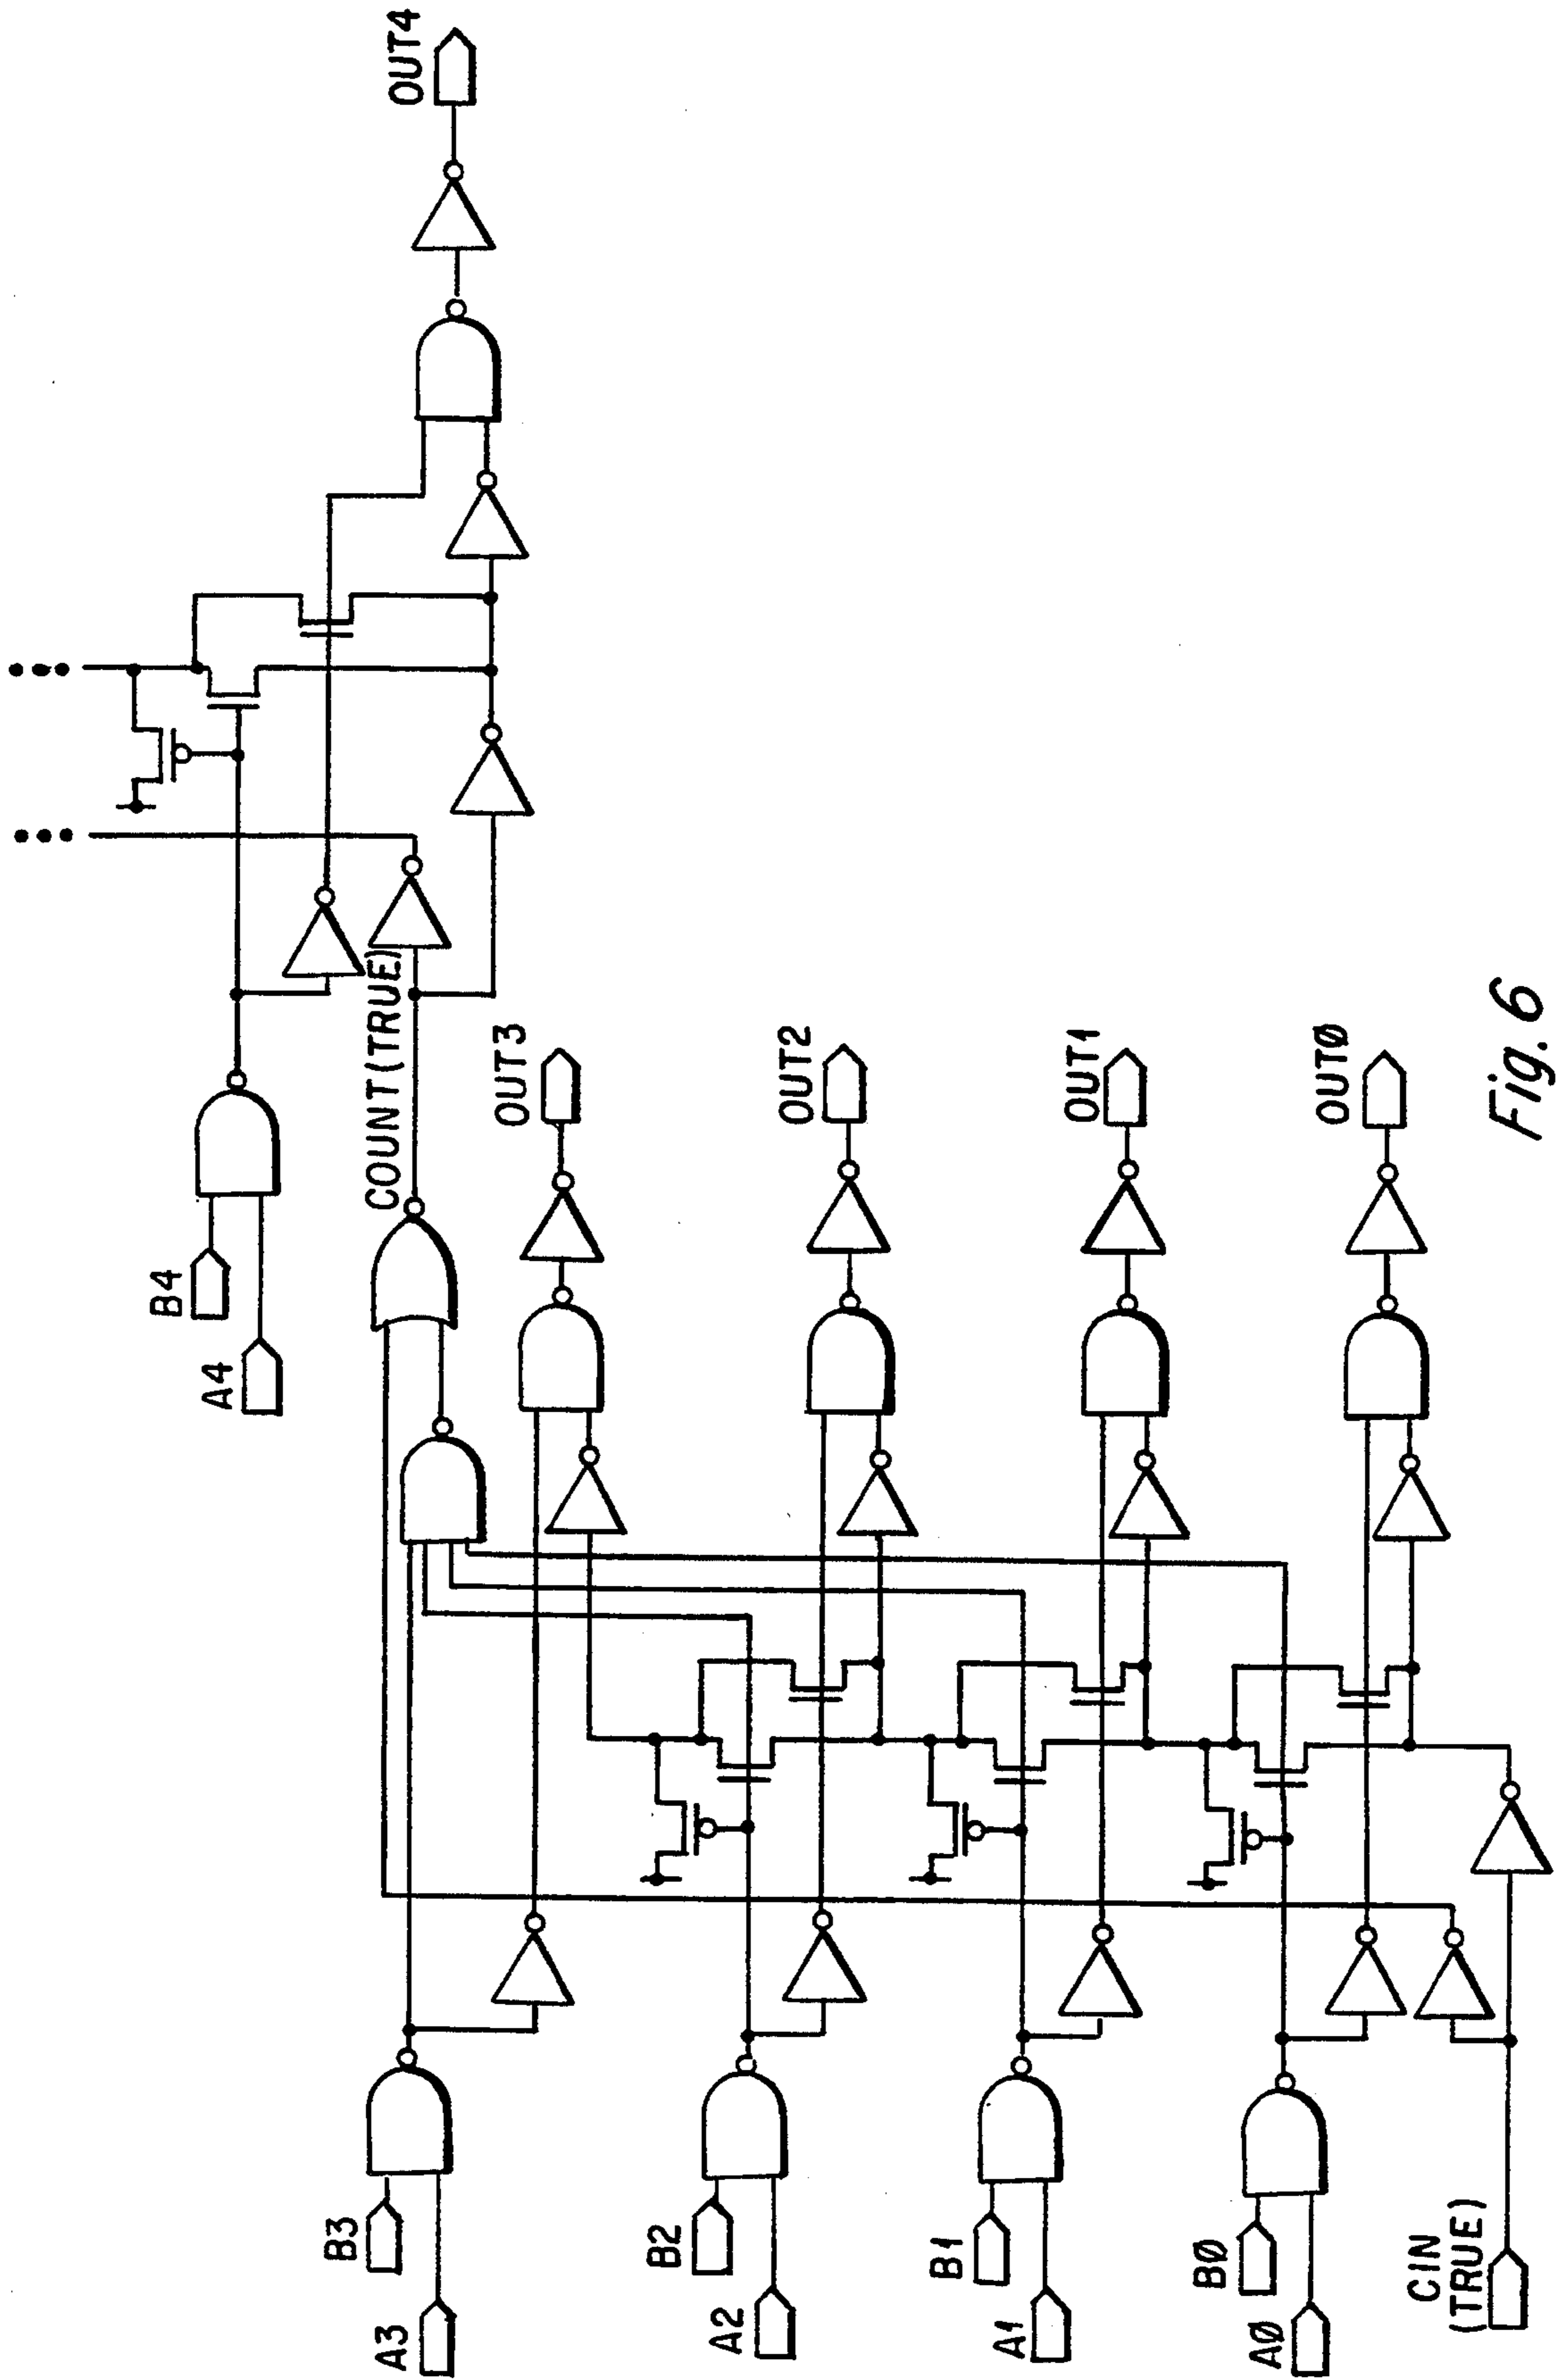 OUT4
B4
A4
COUNT(TRUE)
OUT3
OUT2
OUT1
OUTØ
B3
A3
B2
A2
B1
A1
BØ
AØ
CIN
(TRUE)
Fig. 6